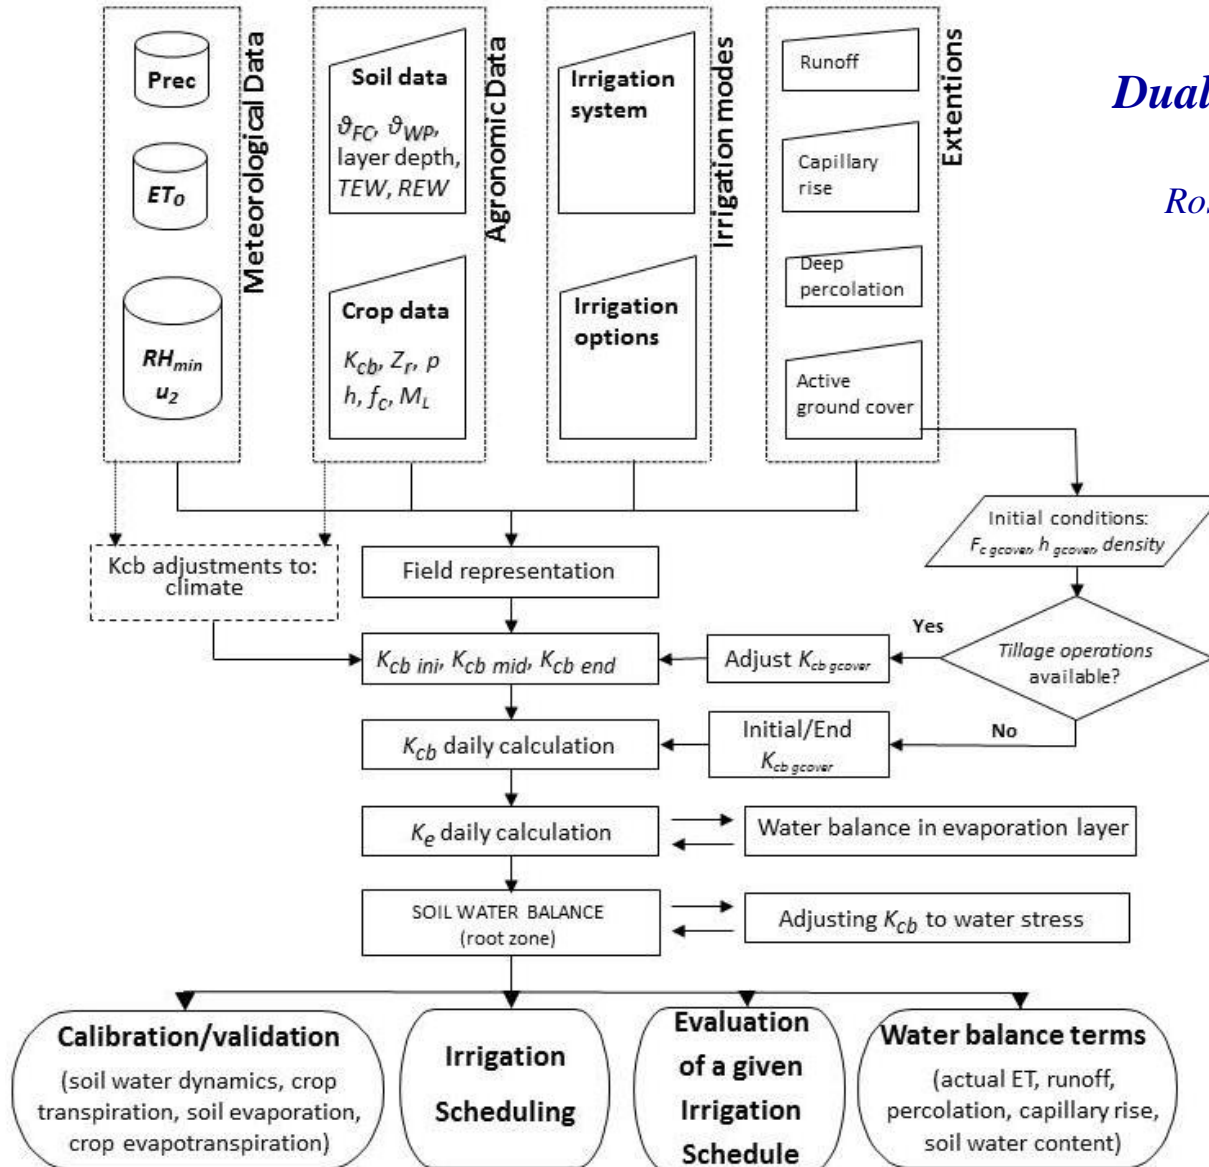 Prec
ET0
RHmin
u2
Meteorological Data
Soil data
ϑFC, ϑWP,
layer depth,
TEW, REW
Crop data
Kcb, Zr, p
h, fc, ML
Agronomic Data
Irrigation
system
Irrigation
options
Irrigation modes
Runoff
Capillary
rise
Deep
percolation
Active
ground cover
Extentions
Dual
Ros
Kcb adjustments to:
climate
Field representation
Initial conditions:
Fc gcover, h gcover, density
Kcb ini, Kcb mid, Kcb end
Adjust Kcb gcover
Yes
Tillage operations
available?
No
Kcb daily calculation
Initial/End
Kcb gcover
Ke daily calculation
Water balance in evaporation layer
SOIL WATER BALANCE
(root zone)
Adjusting Kcb to water stress
Calibration/validation
(soil water dynamics, crop
transpiration, soil evaporation,
crop evapotranspiration)
Irrigation
Scheduling
Evaluation
of a given
Irrigation
Schedule
Water balance terms
(actual ET, runoff,
percolation, capillary rise,
soil water content)